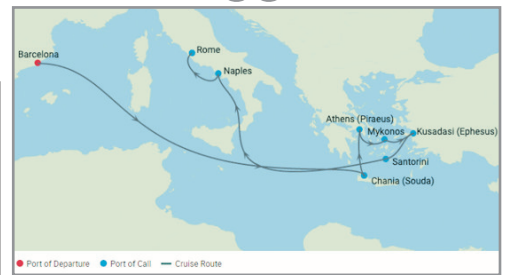 Barcelona
Rome
Naples
Athens (Piraeus)
Mykonos
Kusadasi (Ephesus)
Santorini
Chania (Souda)
Port of Departure
Port of Call
Cruise Route